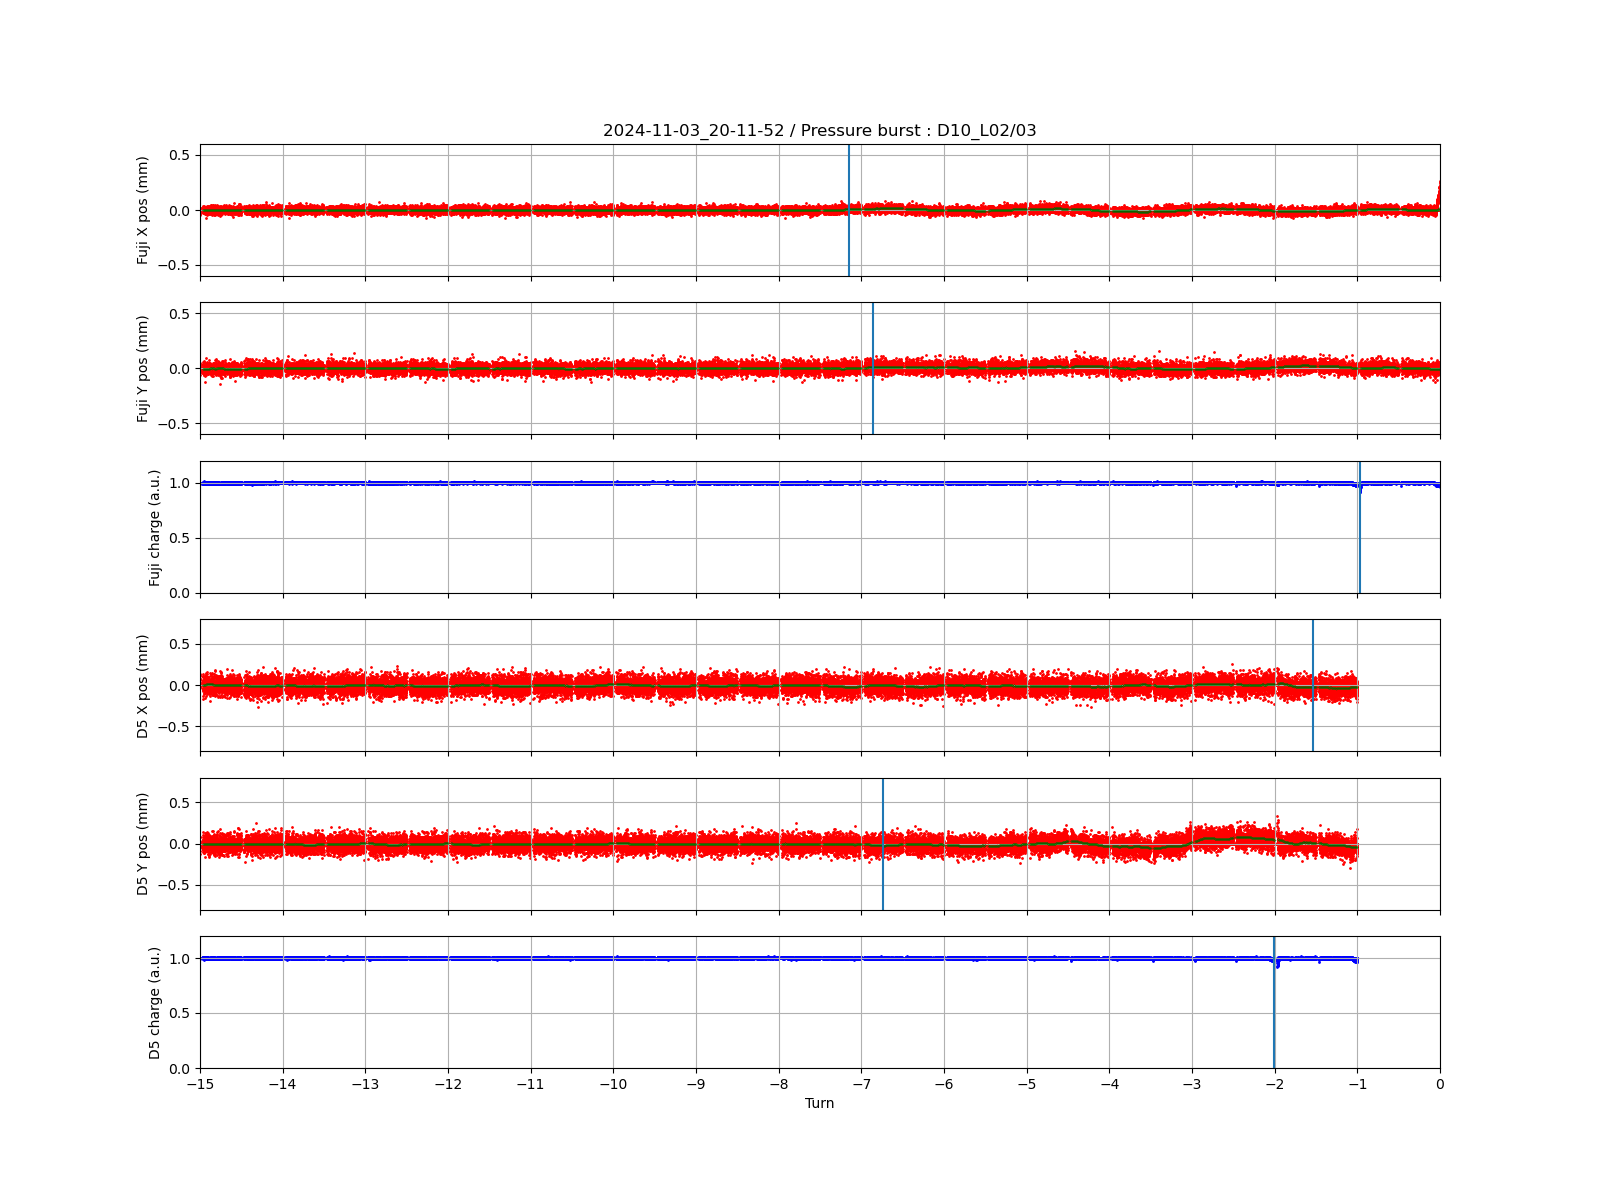 2024-11-03_20-11-52 / Pressure burst : D10_L02/03
Fuji X pos (mm)
0.5
0.0
−0.5
Fuji Y pos (mm)
0.5
0.0
−0.5
Fuji charge (a.u.)
1.0
0.5
0.0
D5 X pos (mm)
0.5
0.0
−0.5
D5 Y pos (mm)
0.5
0.0
−0.5
D5 charge (a.u.)
1.0
0.5
0.0
−15 −14 −13 −12 −11 −10 −9 −8 −7 −6 −5 −4 −3 −2 −1 0
Turn